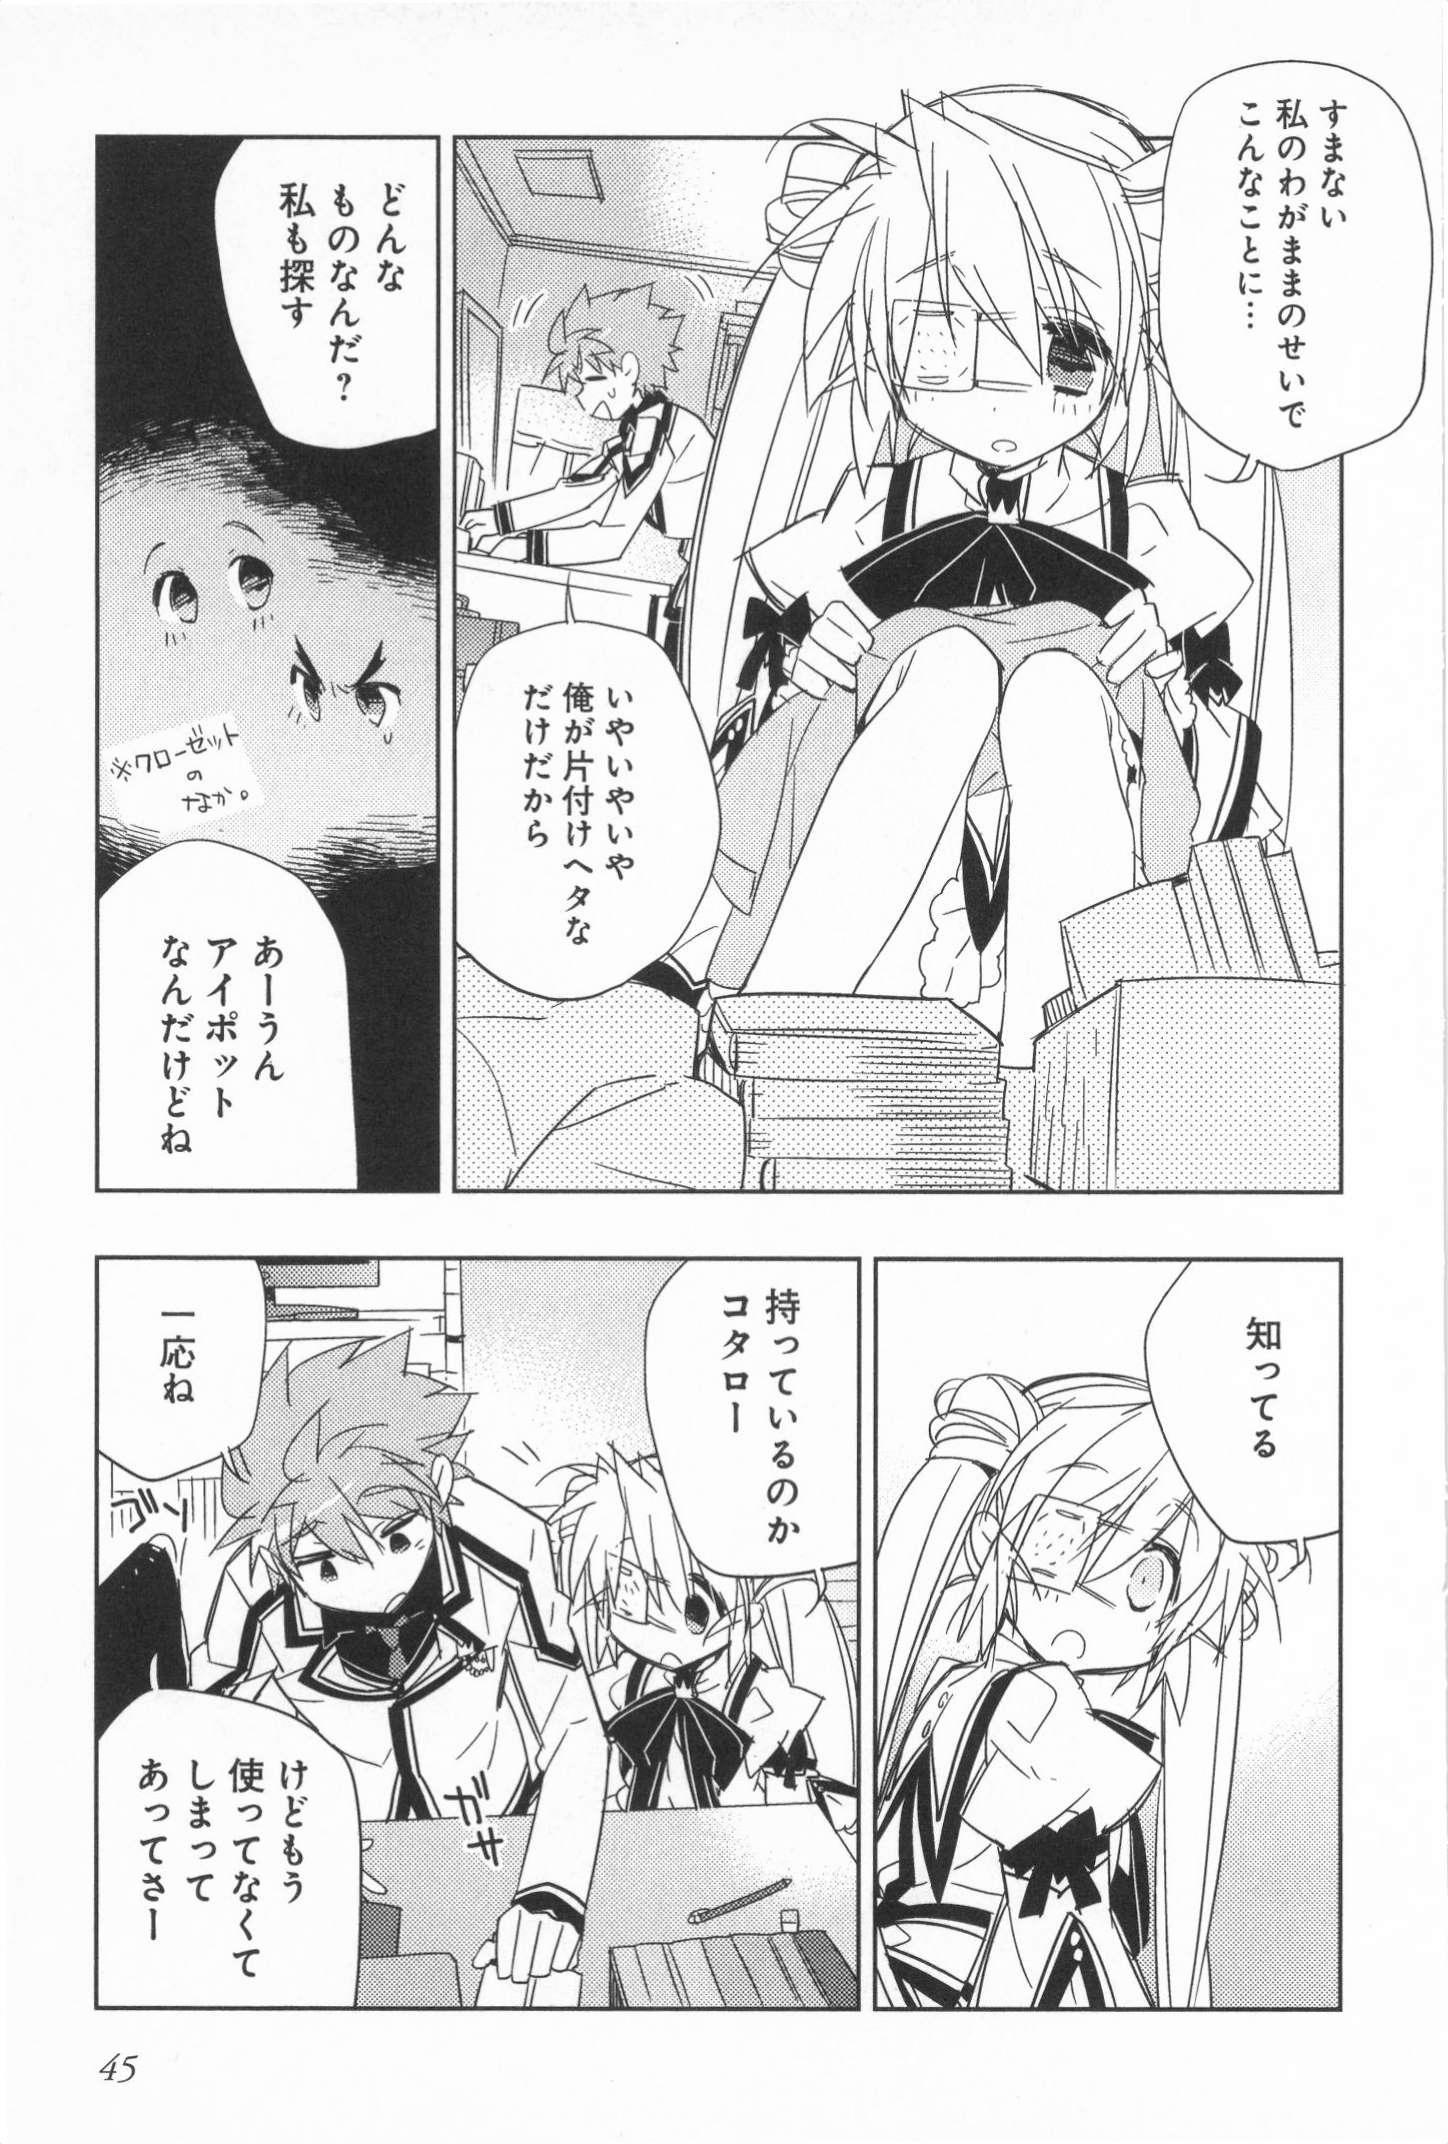 すまない
私のわがままのせいで
こんなことに…
いやいやいや
俺が片付けヘタな
だけだから
どんな
ものなんだ?
私も探す
※クローゼット
の
なか。
あーうん
アイポット
なんだけどね
知ってる
持っているのか
コタロー
一応ね
ゴソ
ガサ
けどもう
使ってなくて
しまって
あってさー
45